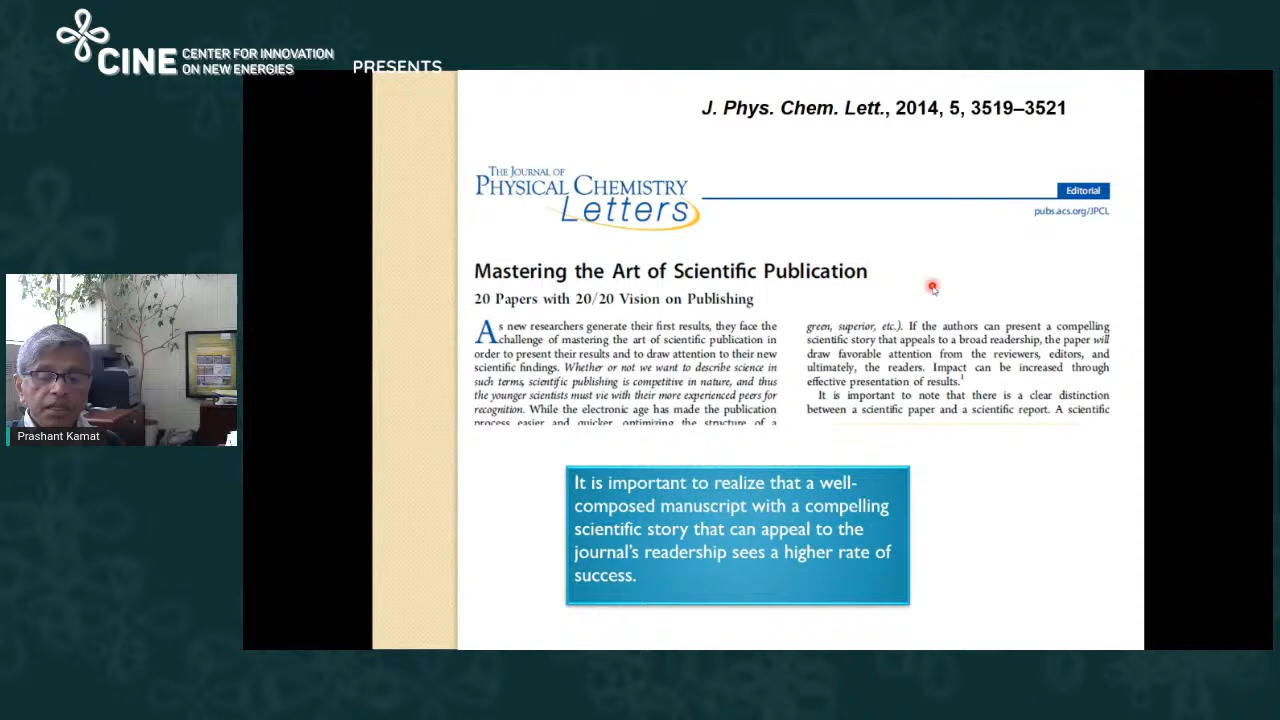 CINE CENTER FOR INNOVATION
ON NEW ENERGIES
PRESENTS
J. Phys. Chem. Lett., 2014, 5, 3519–3521
THE JOURNAL OF
PHYSICAL CHEMISTRY
Letters
Editorial
pubs.acs.org/JPCL
Mastering the Art of Scientific Publication
20 Papers with 20/20 Vision on Publishing
As new researchers generate their first results, they face the
challenge of mastering the art of scientific publication in
order to present their results and to draw attention to their new
scientific findings. Whether or not we want to describe science in
such terms, scientific publishing is competitive in nature, and thus
the younger scientists must vie with their more experienced peers for
recognition. While the electronic age has made the publication
process easier and quicker, optimizing the structure of a
green, superior, etc.). If the authors can present a compelling
scientific story that appeals to a broad readership, the paper will
draw favorable attention from the reviewers, editors, and
ultimately, the readers. Impact can be increased through
effective presentation of results.1
It is important to note that there is a clear distinction
between a scientific paper and a scientific report. A scientific
It is important to realize that a well-
composed manuscript with a compelling
scientific story that can appeal to the
journal's readership sees a higher rate of
success.
Prashant Kamat